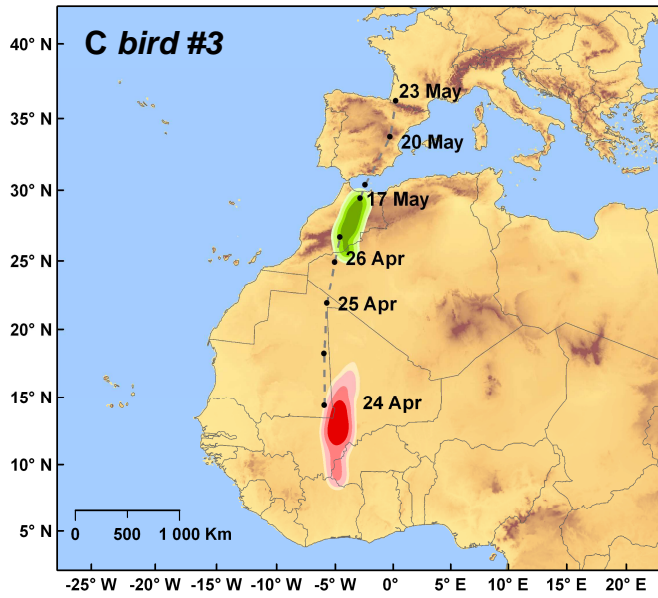 C bird #3
40° N
35° N
30° N
25° N
20° N
15° N
10° N
5° N
23 May
20 May
17 May
26 Apr
25 Apr
24 Apr
0 500 1 000 Km
-25° W -20° W -15° W -10° W -5° W 0° 5° E 10° E 15° E 20° E